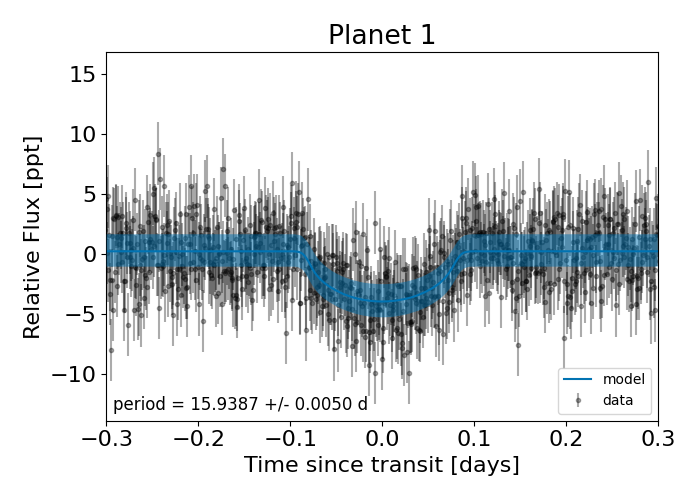 Planet 1
Relative Flux [ppt]
15
10
5
0
−5
−10
period = 15.9387 +/- 0.0050 d
model
data
−0.3 −0.2 −0.1 0.0 0.1 0.2 0.3
Time since transit [days]